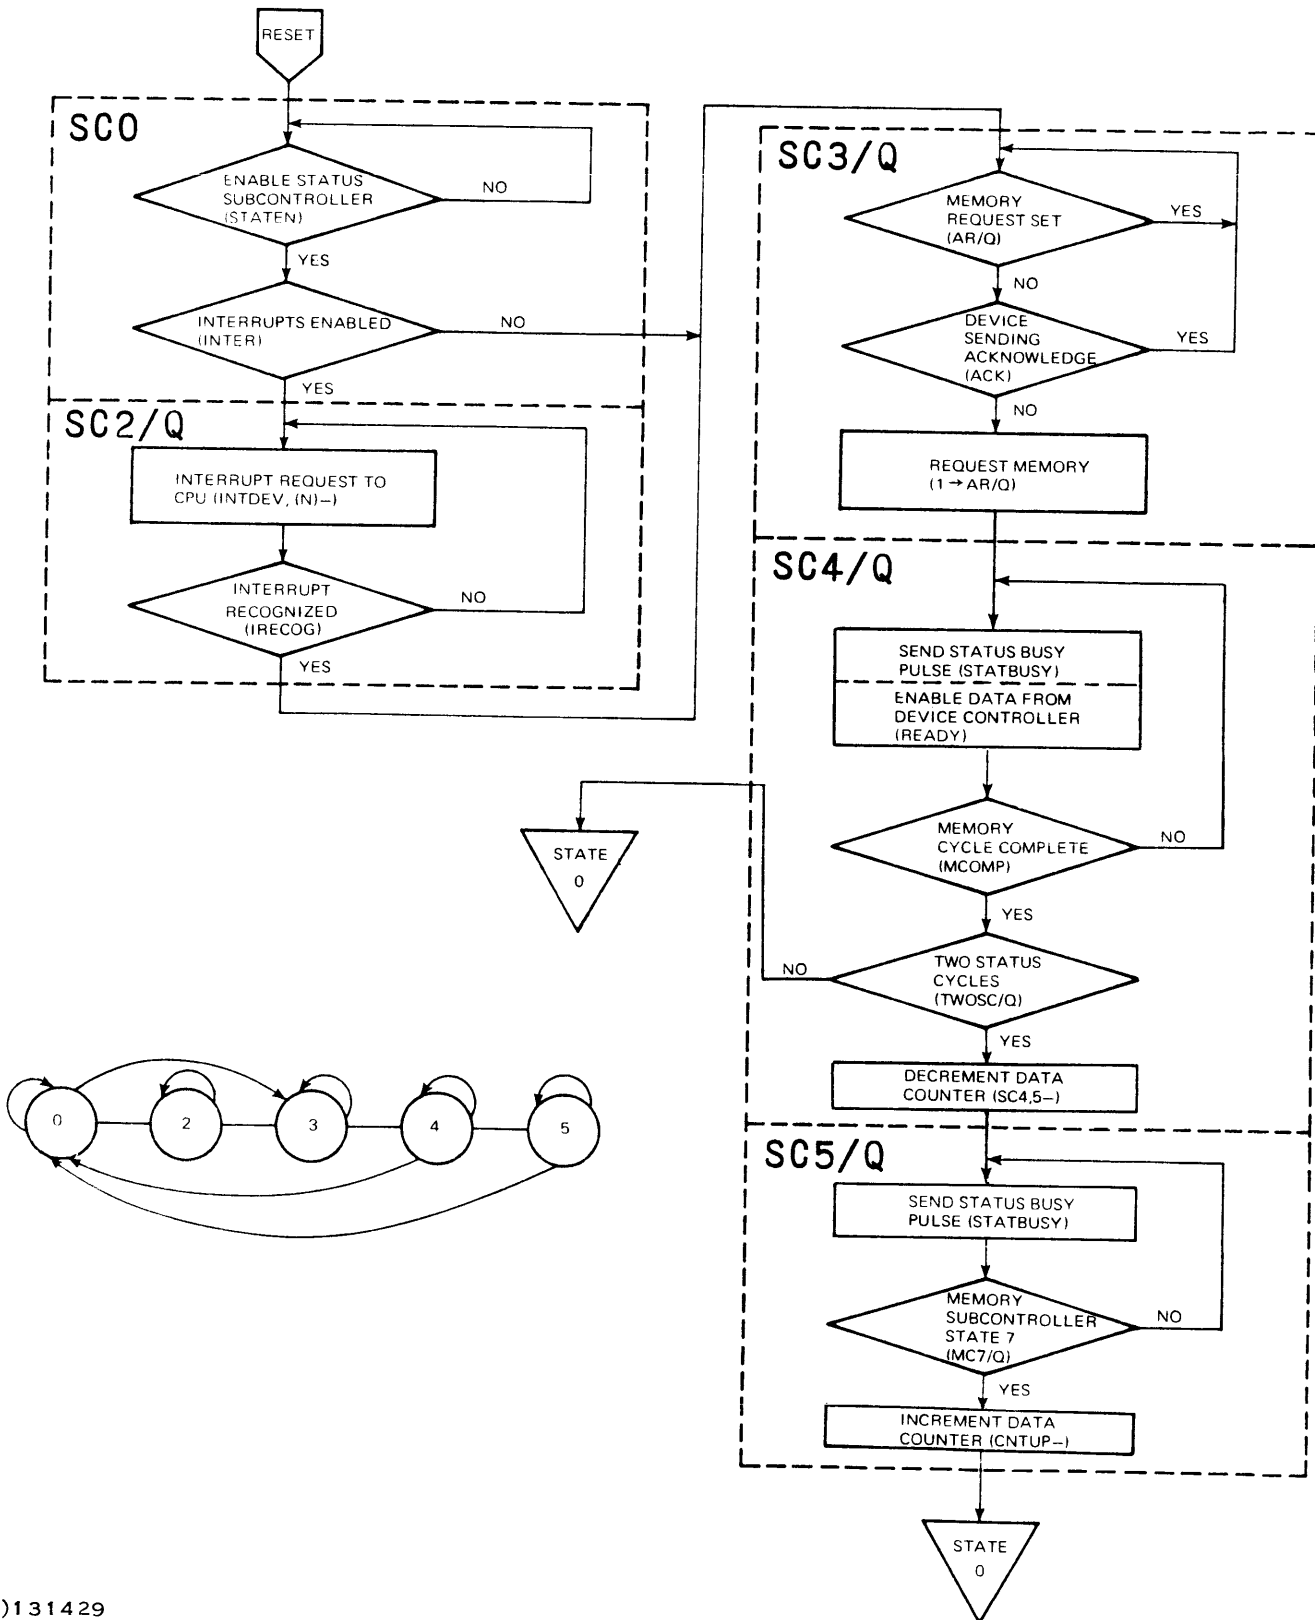 RESET
SC0
ENABLE STATUS
SUBCONTROLLER
(STATEN)
NO
YES
INTERRUPTS ENABLED
(INTER)
NO
YES
SC2/Q
INTERRUPT REQUEST TO
CPU (INTDEV, (N)–)
INTERRUPT
RECOGNIZED
(IRECOG)
NO
YES
SC3/Q
MEMORY
REQUEST SET
(AR/Q)
YES
NO
DEVICE
SENDING
ACKNOWLEDGE
(ACK)
YES
NO
REQUEST MEMORY
(1→AR/Q)
SC4/Q
SEND STATUS BUSY
PULSE (STATBUSY)
ENABLE DATA FROM
DEVICE CONTROLLER
(READY)
MEMORY
CYCLE COMPLETE
(MCOMP)
NO
YES
TWO STATUS
CYCLES
(TWOSC/Q)
NO
YES
STATE
0
DECREMENT DATA
COUNTER (SC4,5–)
SC5/Q
SEND STATUS BUSY
PULSE (STATBUSY)
MEMORY
SUBCONTROLLER
STATE 7
(MC7/Q)
NO
YES
INCREMENT DATA
COUNTER (CNTUP–)
STATE
0
0 2 3 4 5
)131429